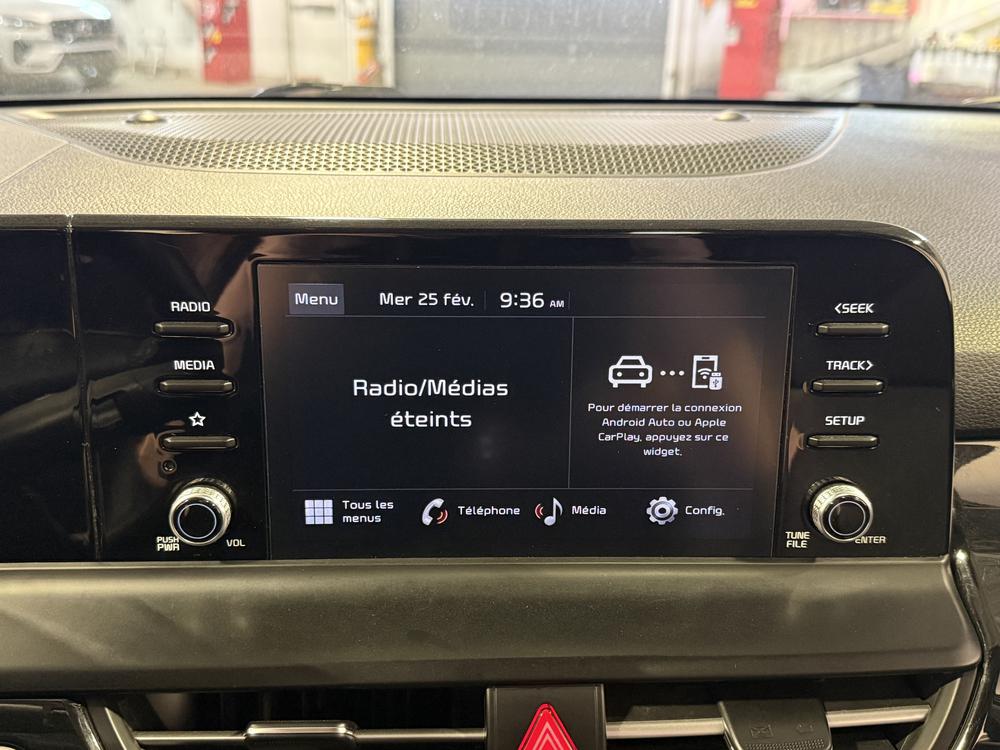 RADIO
MEDIA
PUSH
PWR
VOL
Menu
Mer 25 fév.
9:36 AM
Radio/Médias
éteints
Pour démarrer la connexion
Android Auto ou Apple
CarPlay, appuyez sur ce
widget.
Tous les
menus
Téléphone
Média
Config.
<SEEK
TRACK>
SETUP
TUNE
FILE
ENTER